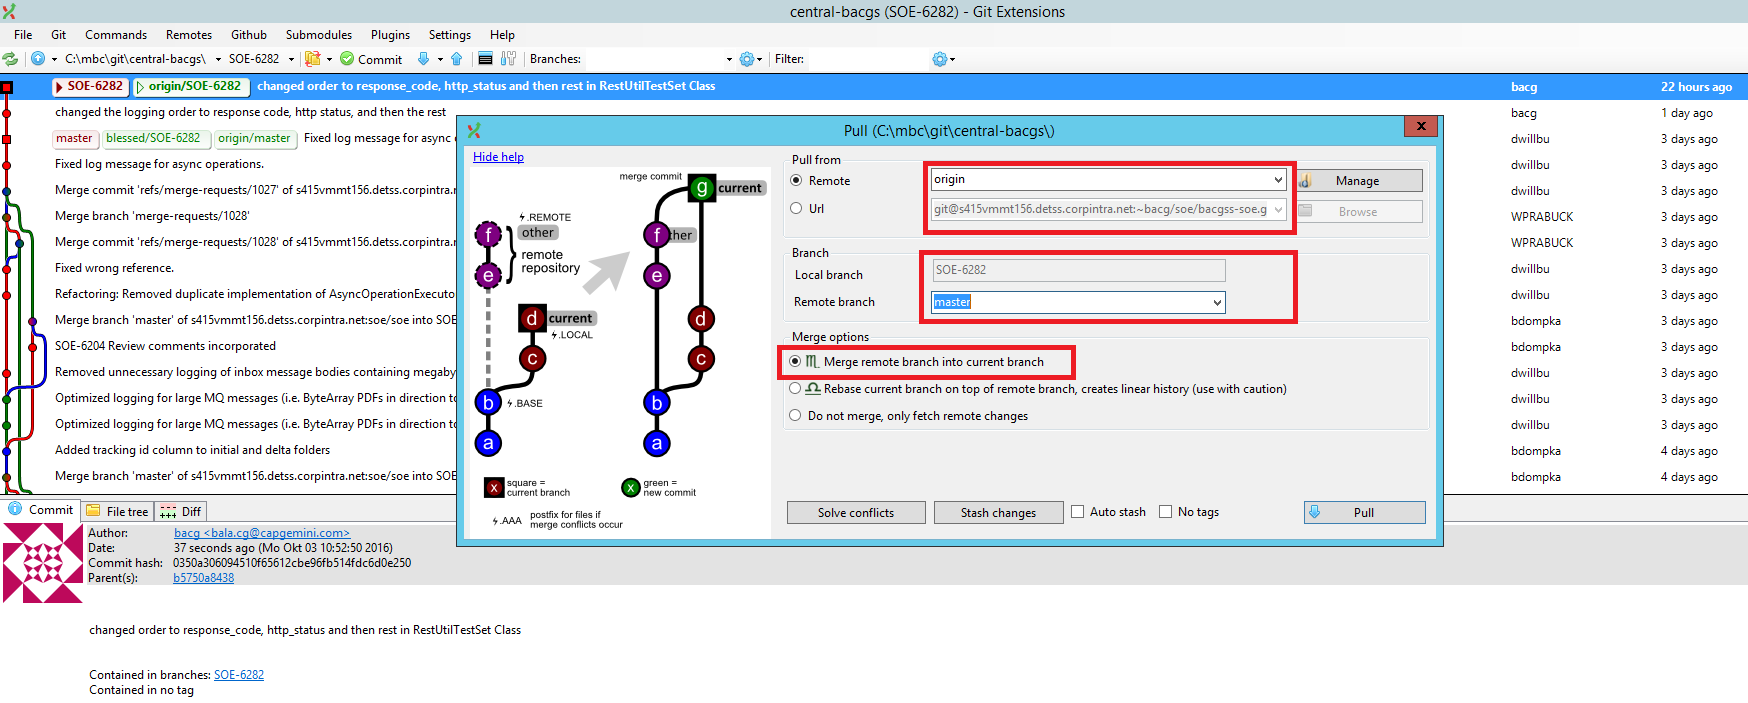 central-bacgs (SOE-6282) - Git Extensions
File Git Commands Remotes Github Submodules Plugins Settings Help
C:\mbc\git\central-bacgs\ SOE-6282 Commit Branches: Filter:
SOE-6282 origin/SOE-6282 changed order to response_code, http_status and then rest in RestUtilTestSet Class bacg 22 hours ago
changed the logging order to response code, http status, and then the rest bacg 1 day ago
master blessed/SOE-6282 origin/master Fixed log message for async dwillbu 3 days ago
Fixed log message for async operations. dwillbu 3 days ago
Merge commit 'refs/merge-requests/1027' of s415vmmt156.detss.corpintra.n dwillbu 3 days ago
Merge branch 'merge-requests/1028' WPRABUCK 3 days ago
Merge commit 'refs/merge-requests/1028' of s415vmmt156.detss.corpintra.n WPRABUCK 3 days ago
Fixed wrong reference. dwillbu 3 days ago
Refactoring: Removed duplicate implementation of AsyncOperationExecuto dwillbu 3 days ago
Merge branch 'master' of s415vmmt156.detss.corpintra.net:soe/soe into SOE bdompka 3 days ago
SOE-6204 Review comments incorporated bdompka 3 days ago
Removed unnecessary logging of inbox message bodies containing megaby dwillbu 3 days ago
Optimized logging for large MQ messages (i.e. ByteArray PDFs in direction to dwillbu 3 days ago
Optimized logging for large MQ messages (i.e. ByteArray PDFs in direction to dwillbu 3 days ago
Added tracking id column to initial and delta folders bdompka 4 days ago
Merge branch 'master' of s415vmmt156.detss.corpintra.net:soe/soe into SOE bdompka 4 days ago
Pull (C:\mbc\git\central-bacgs\)
x
Hide help
merge commit
g current
.REMOTE
f other
remote
repository
e
f ther
e
d current
.LOCAL
c
d
c
b .BASE
b
a
a
x square =
current branch
x green =
new commit
.AAA postfix for files if
merge conflicts occur
Pull from
Remote origin Manage
Url git@s415vmmt156.detss.corpintra.net:~bacg/soe/bacgss-soe.g Browse
Branch
Local branch SOE-6282
Remote branch master
Merge options
Merge remote branch into current branch
Rebase current branch on top of remote branch, creates linear history (use with caution)
Do not merge, only fetch remote changes
Solve conflicts Stash changes Auto stash No tags Pull
Commit File tree Diff
Author: bacg <bala.cg@capgemini.com>
Date: 37 seconds ago (Mo Okt 03 10:52:50 2016)
Commit hash: 0350a306094510f65612cbe96fb514fdc6d0e250
Parent(s): b5750a8438
changed order to response_code, http_status and then rest in RestUtilTestSet Class
Contained in branches: SOE-6282
Contained in no tag